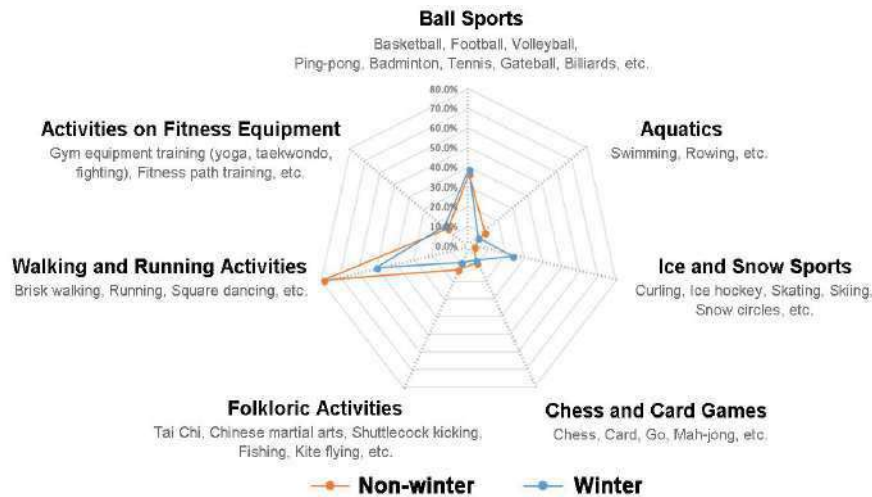 Ball Sports
Basketball, Football, Volleyball,
Ping-pong, Badminton, Tennis, Gateball, Billiards, etc.
80.0%
70.0%
60.0%
50.0%
40.0%
30.0%
20.0%
10.0%
0.0%
Activities on Fitness Equipment
Gym equipment training (yoga, taekwondo,
fighting), Fitness path training, etc.
Aquatics
Swimming, Rowing, etc.
Walking and Running Activities
Brisk walking, Running, Square dancing, etc.
Ice and Snow Sports
Curling, Ice hockey, Skating, Skiing,
Snow circles, etc.
Folkloric Activities
Tai Chi, Chinese martial arts, Shuttlecock kicking,
Fishing, Kite flying, etc.
Chess and Card Games
Chess, Card, Go, Mah-jong, etc.
Non-winter
Winter